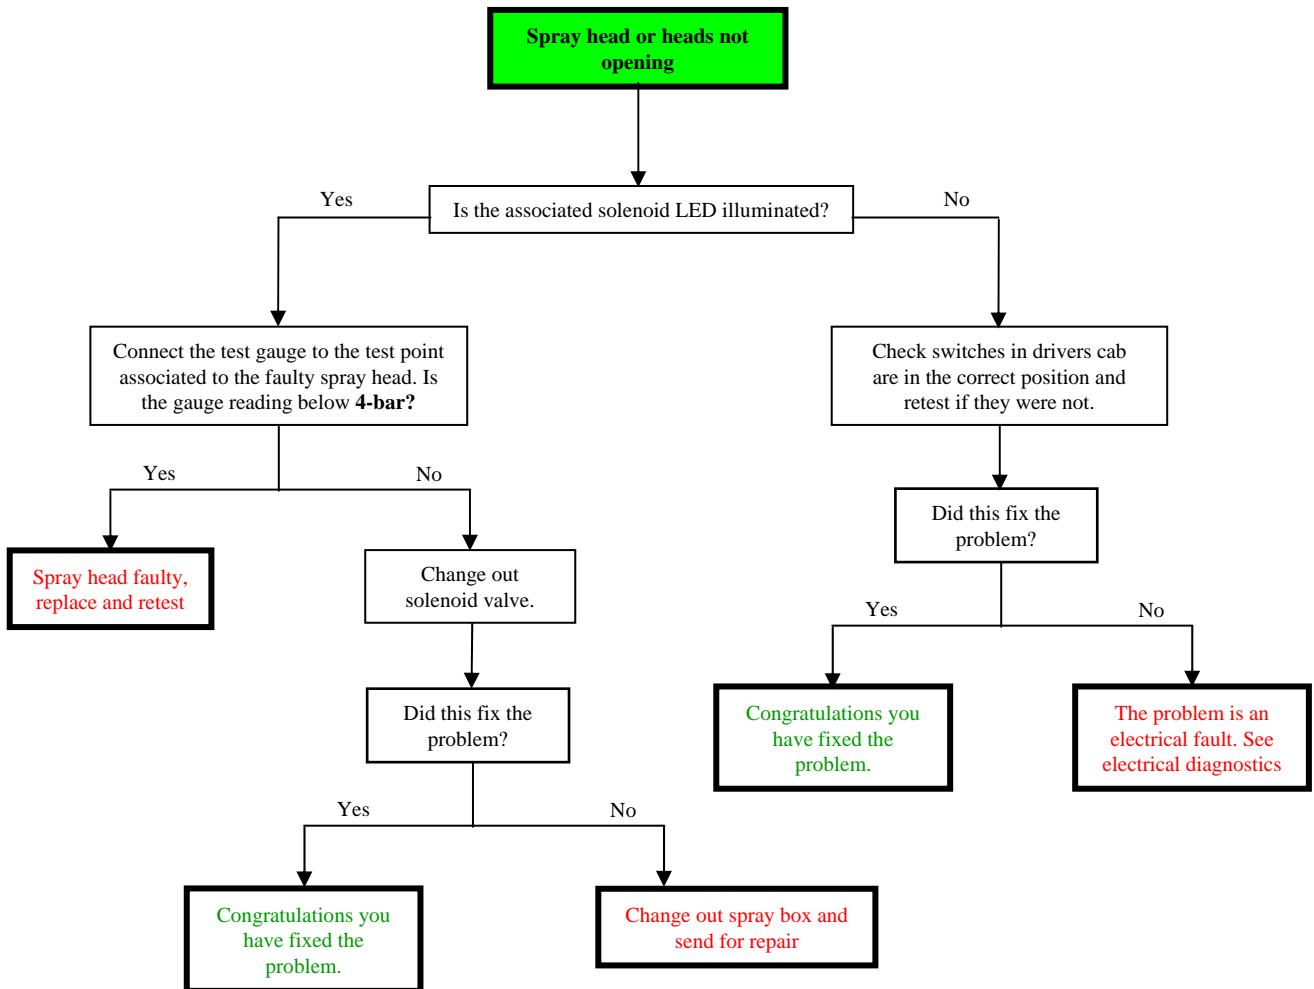 Spray head or heads not
opening
Yes
Is the associated solenoid LED illuminated?
No
Connect the test gauge to the test point
associated to the faulty spray head. Is
the gauge reading below 4-bar?
Check switches in drivers cab
are in the correct position and
retest if they were not.
Yes
No
Did this fix the
problem?
Spray head faulty,
replace and retest
Change out
solenoid valve.
Yes
No
Did this fix the
problem?
Congratulations you
have fixed the
problem.
The problem is an
electrical fault. See
electrical diagnostics
Yes
No
Congratulations you
have fixed the
problem.
Change out spray box and
send for repair